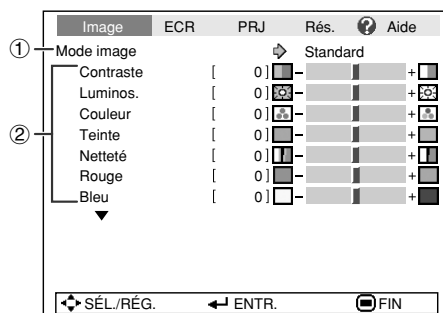 Image ECR PRJ Rés. ? Aide
① Mode image Standard
② Contraste [ 0 ] – +
Luminos. [ 0 ] – +
Couleur [ 0 ] – +
Teinte [ 0 ] – +
Netteté [ 0 ] – +
Rouge [ 0 ] – +
Bleu [ 0 ] – +
SÉL./RÉG. ENTR. FIN